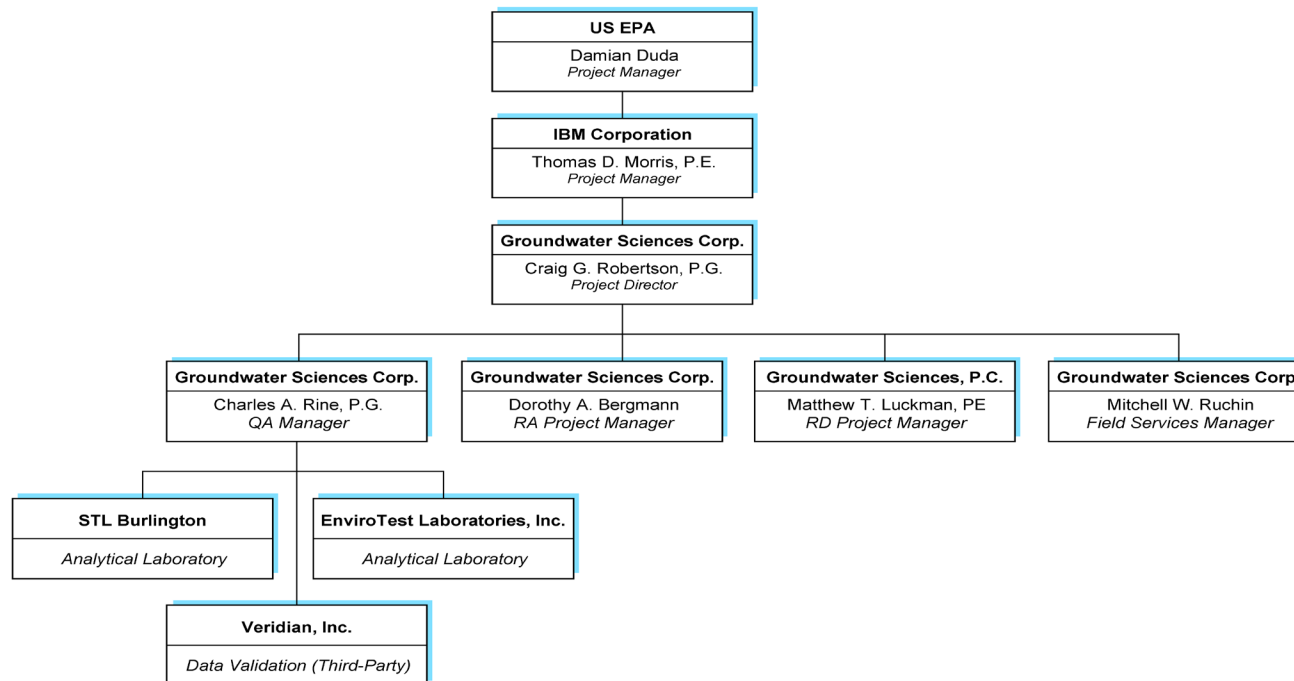 US EPA
Damian Duda
Project Manager
IBM Corporation
Thomas D. Morris, P.E.
Project Manager
Groundwater Sciences Corp.
Craig G. Robertson, P.G.
Project Director
Groundwater Sciences Corp.
Charles A. Rine, P.G.
QA Manager
Groundwater Sciences Corp.
Dorothy A. Bergmann
RA Project Manager
Groundwater Sciences, P.C.
Matthew T. Luckman, PE
RD Project Manager
Groundwater Sciences Corp
Mitchell W. Ruchin
Field Services Manager
STL Burlington
Analytical Laboratory
EnviroTest Laboratories, Inc.
Analytical Laboratory
Veridian, Inc.
Data Validation (Third-Party)